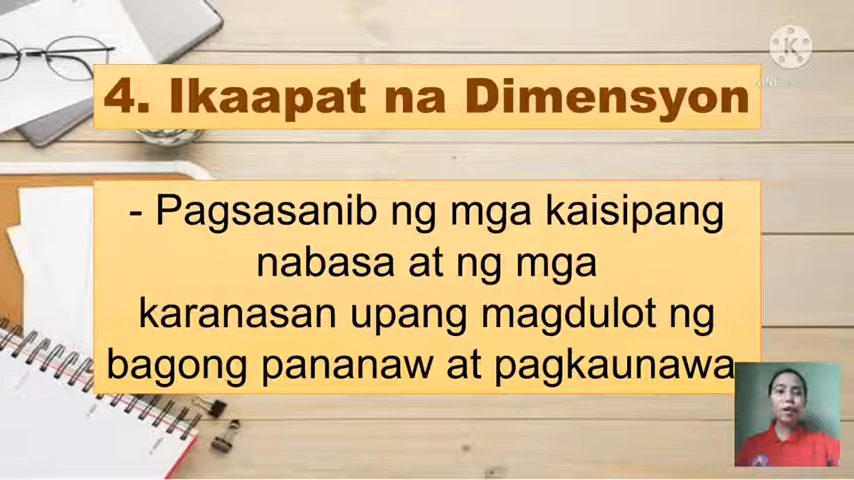 K
KINE
4. Ikaapat na Dimensyon
- Pagsasanib ng mga kaisipang
nabasa at ng mga
karanasan upang magdulot ng
bagong pananaw at pagkaunawa